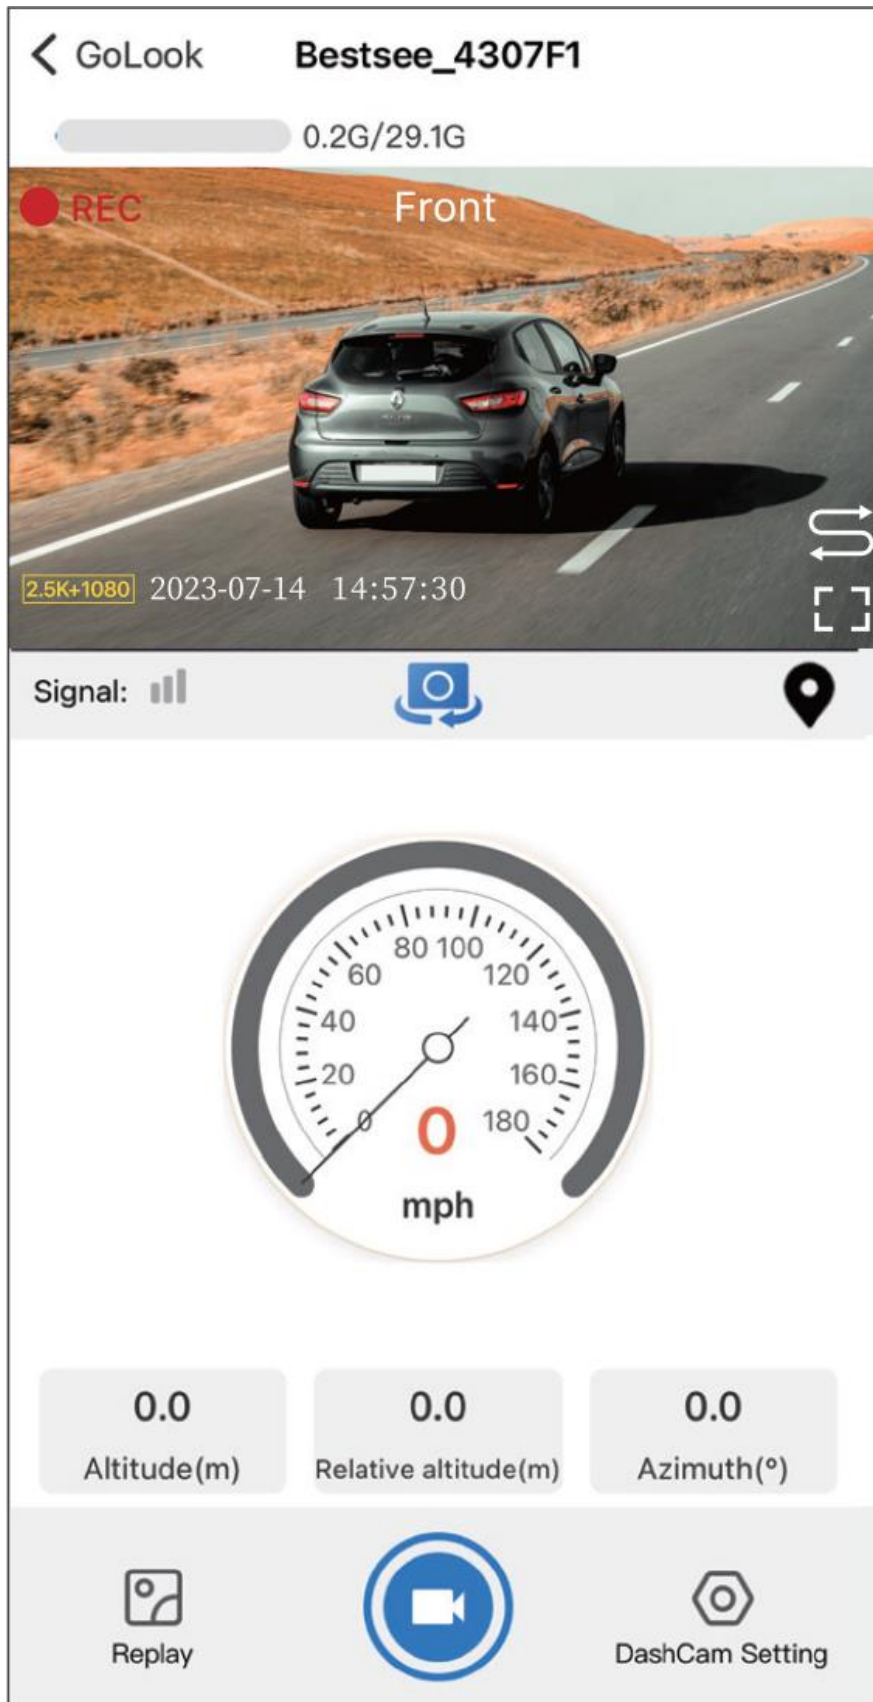 GoLook Bestsee_4307F1
0.2G/29.1G
REC Front
2.5K+1080 2023-07-14 14:57:30
Signal:
80 100
60 120
40 140
20 160
0 180
0
mph
0.0 0.0 0.0
Altitude(m) Relative altitude(m) Azimuth(°)
Replay DashCam Setting